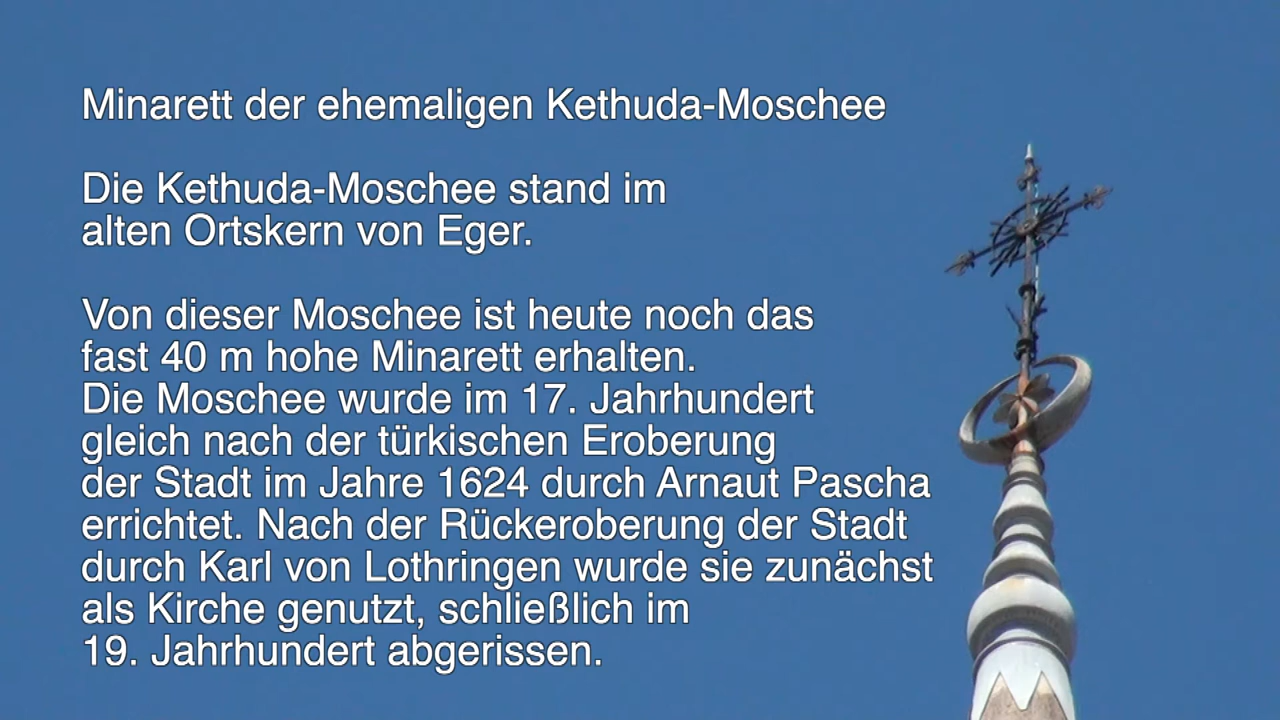 Minarett der ehemaligen Kethuda-Moschee
Die Kethuda-Moschee stand im
alten Ortskern von Eger.
Von dieser Moschee ist heute noch das
fast 40 m hohe Minarett erhalten.
Die Moschee wurde im 17. Jahrhundert
gleich nach der türkischen Eroberung
der Stadt im Jahre 1624 durch Arnaut Pascha
errichtet. Nach der Rückeroberung der Stadt
durch Karl von Lothringen wurde sie zunächst
als Kirche genutzt, schließlich im
19. Jahrhundert abgerissen.